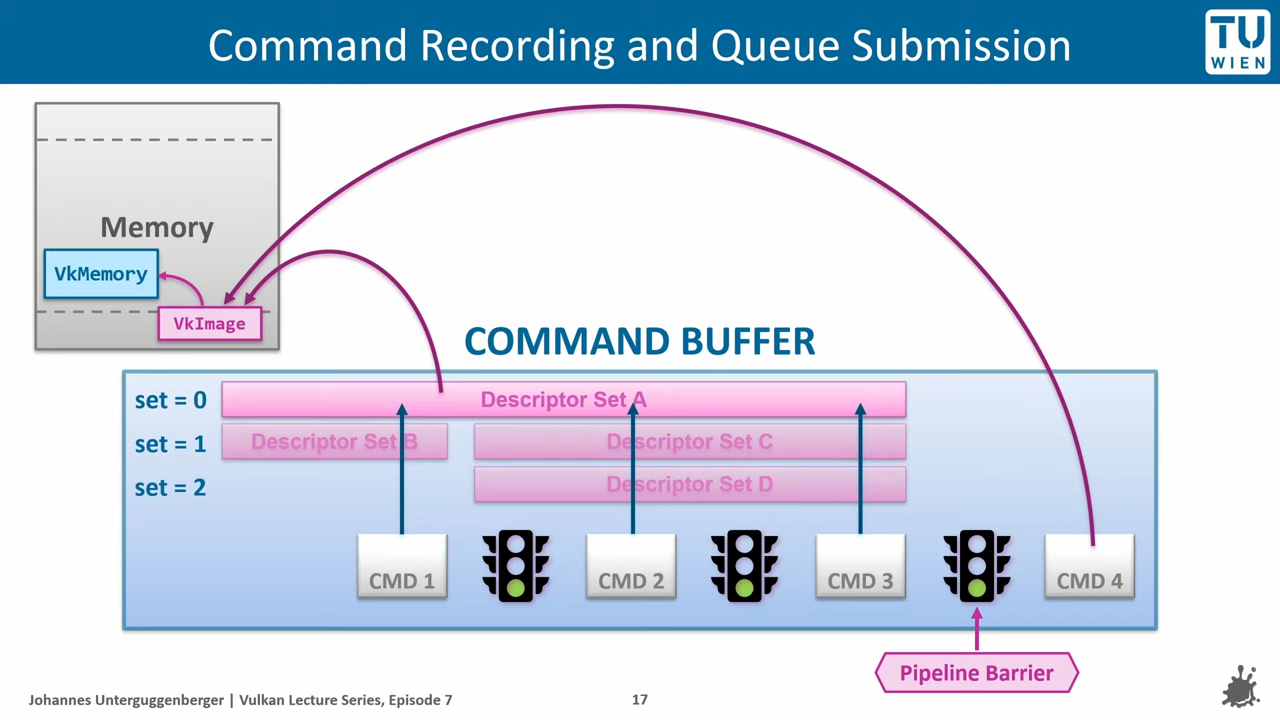 Command Recording and Queue Submission
TU
WIEN
Memory
VkMemory
VkImage
COMMAND BUFFER
set = 0
Descriptor Set A
set = 1
Descriptor Set B
Descriptor Set C
set = 2
Descriptor Set D
CMD 1
CMD 2
CMD 3
CMD 4
Pipeline Barrier
Johannes Unterguggenberger | Vulkan Lecture Series, Episode 7
17